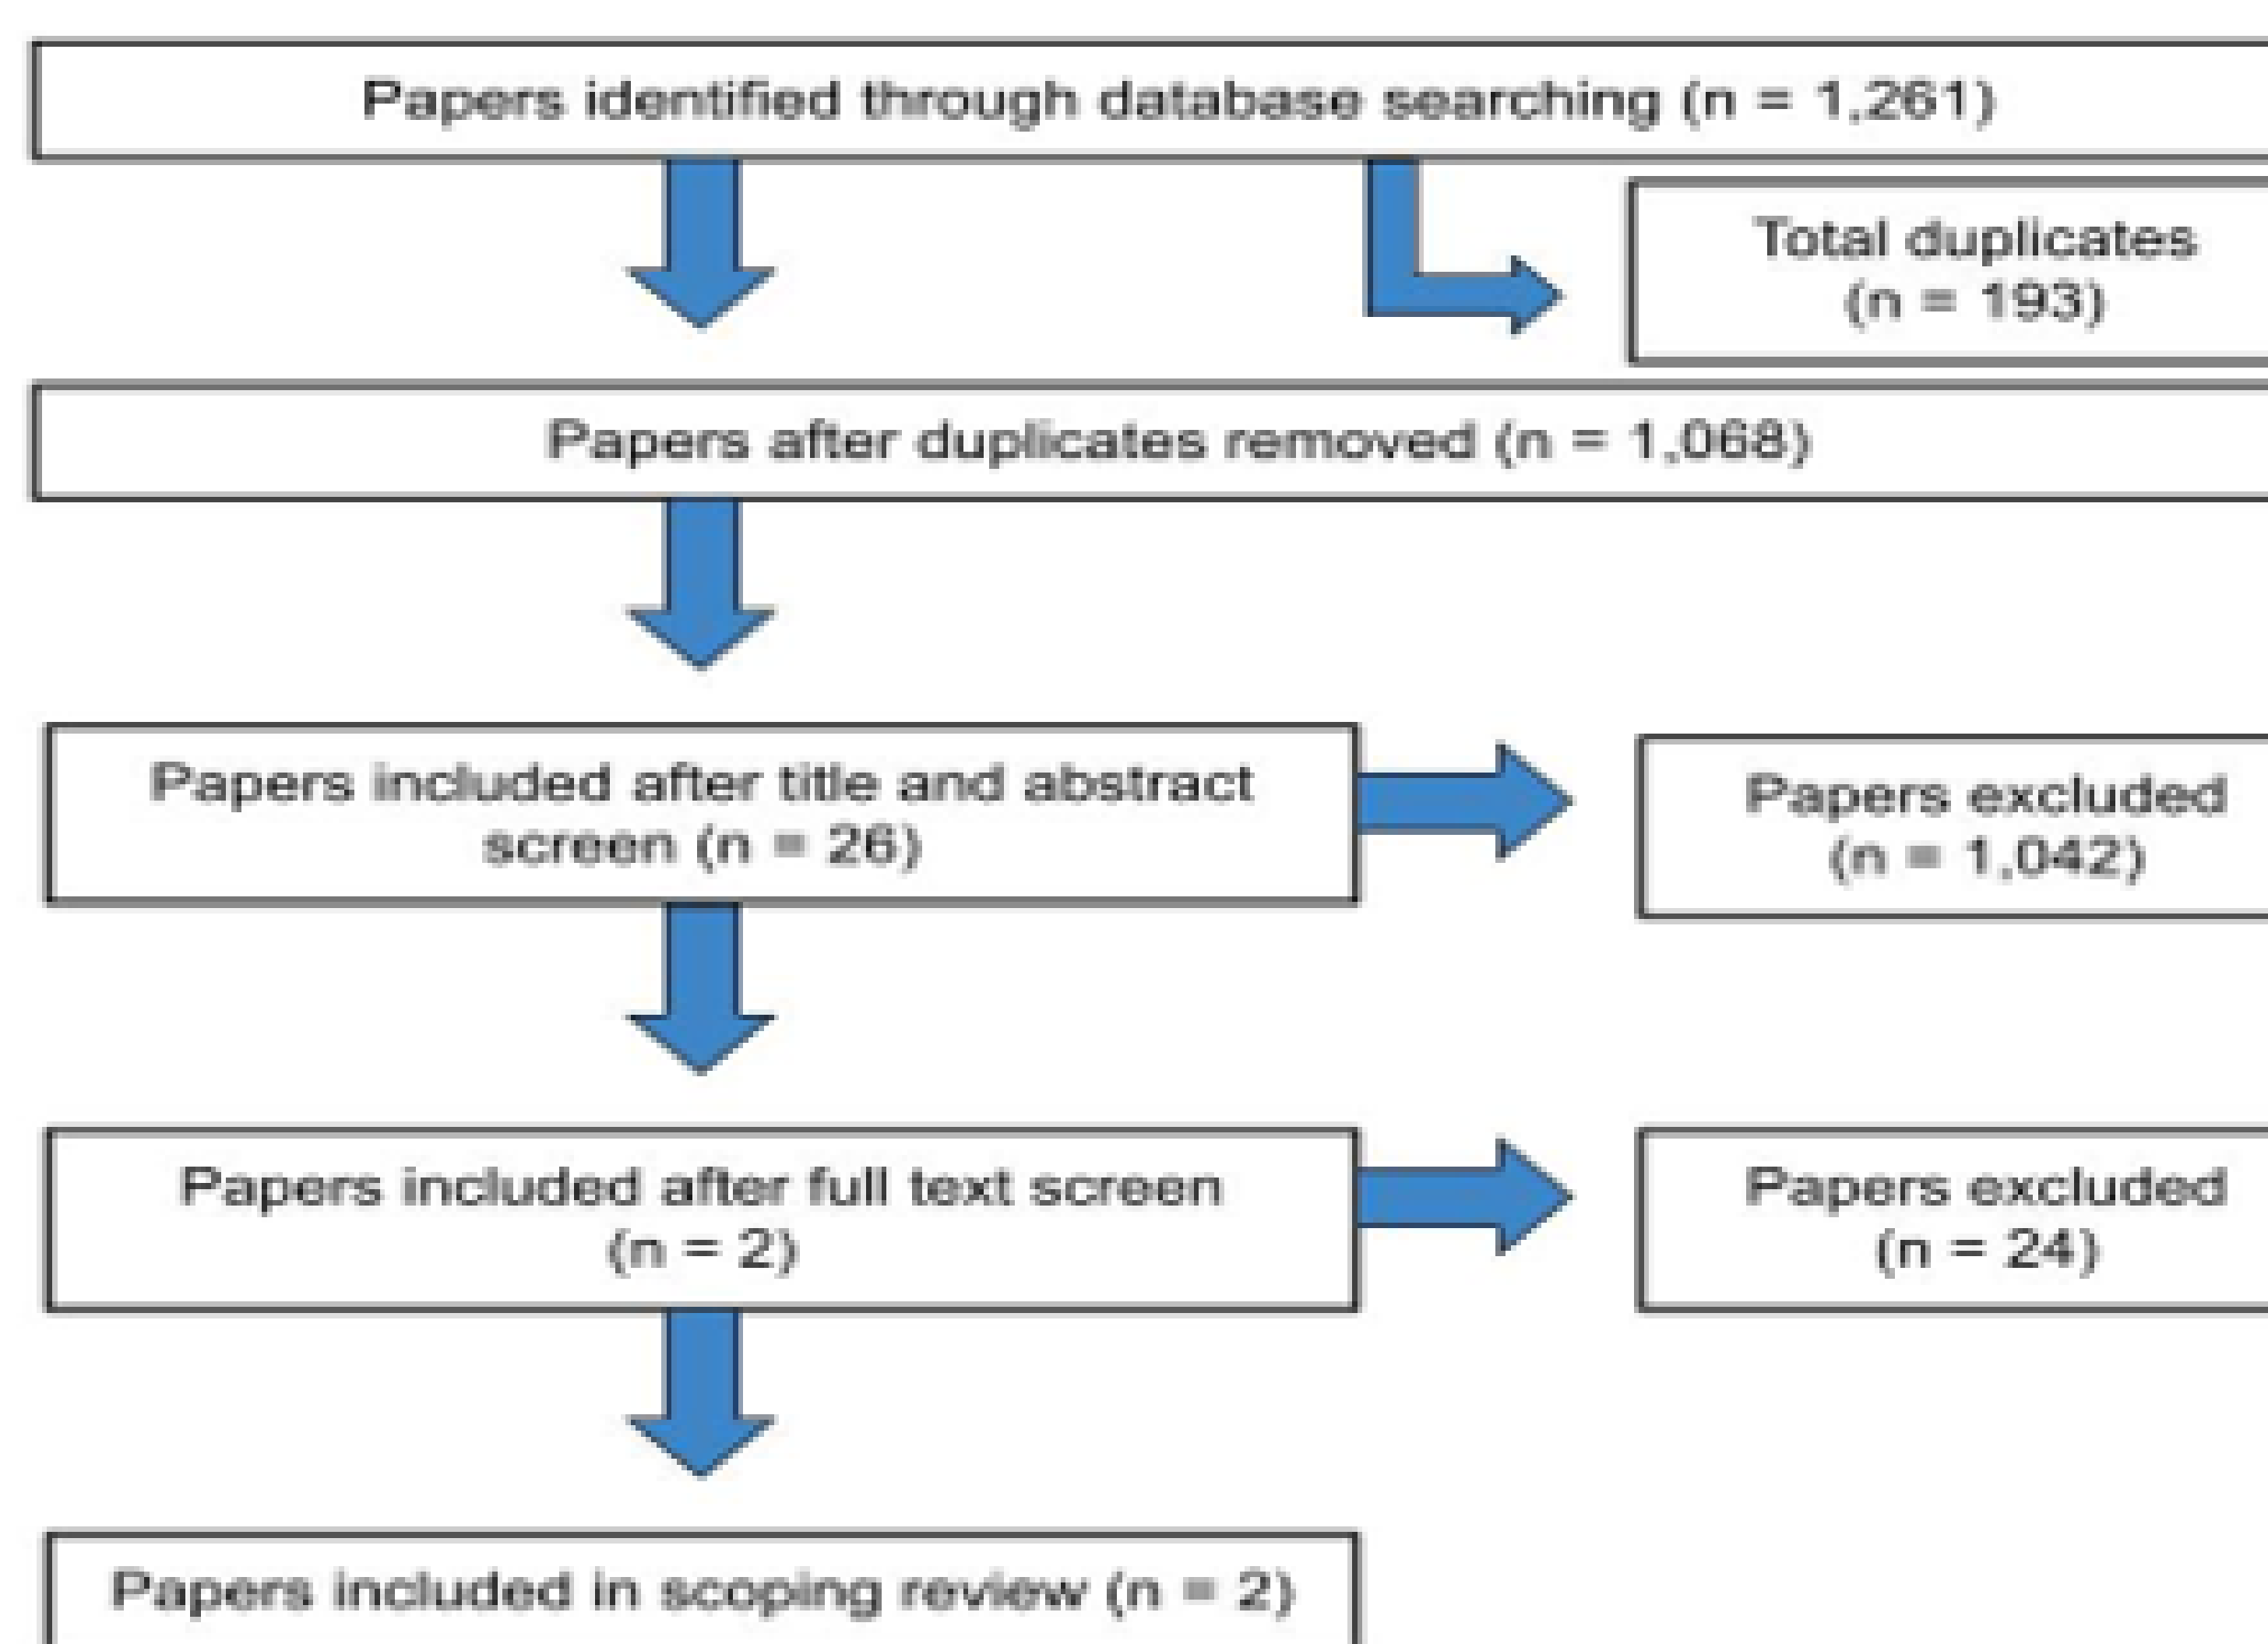 Papers identified through database searching (n = 1,261)
Total duplicates
(n = 193)
Papers after duplicates removed (n = 1,068)
Papers included after title and abstract
screen (n = 26)
Papers excluded
(n = 1,042)
Papers included after full text screen
(n = 2)
Papers excluded
(n = 24)
Papers included in scoping review (n = 2)